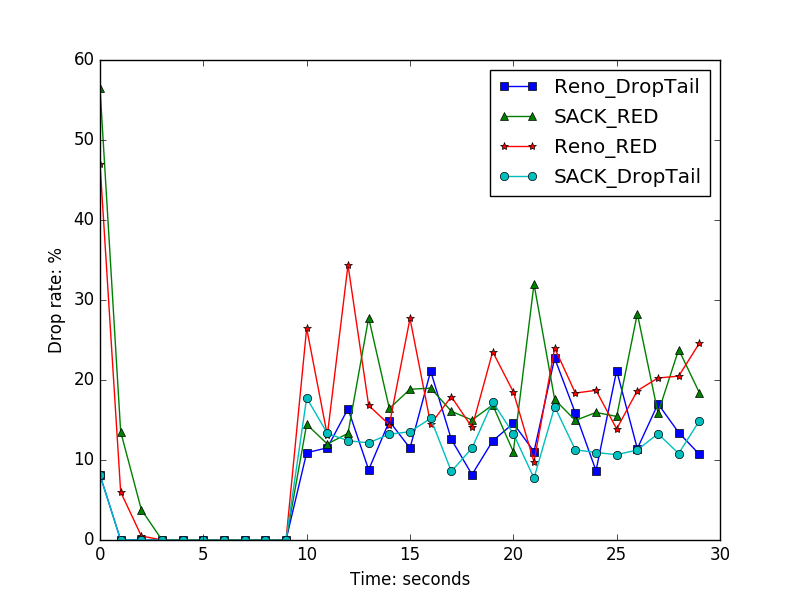 60
50
40
30
20
10
0
Drop rate: %
Reno_DropTail
SACK_RED
Reno_RED
SACK_DropTail
0 5 10 15 20 25 30
Time: seconds